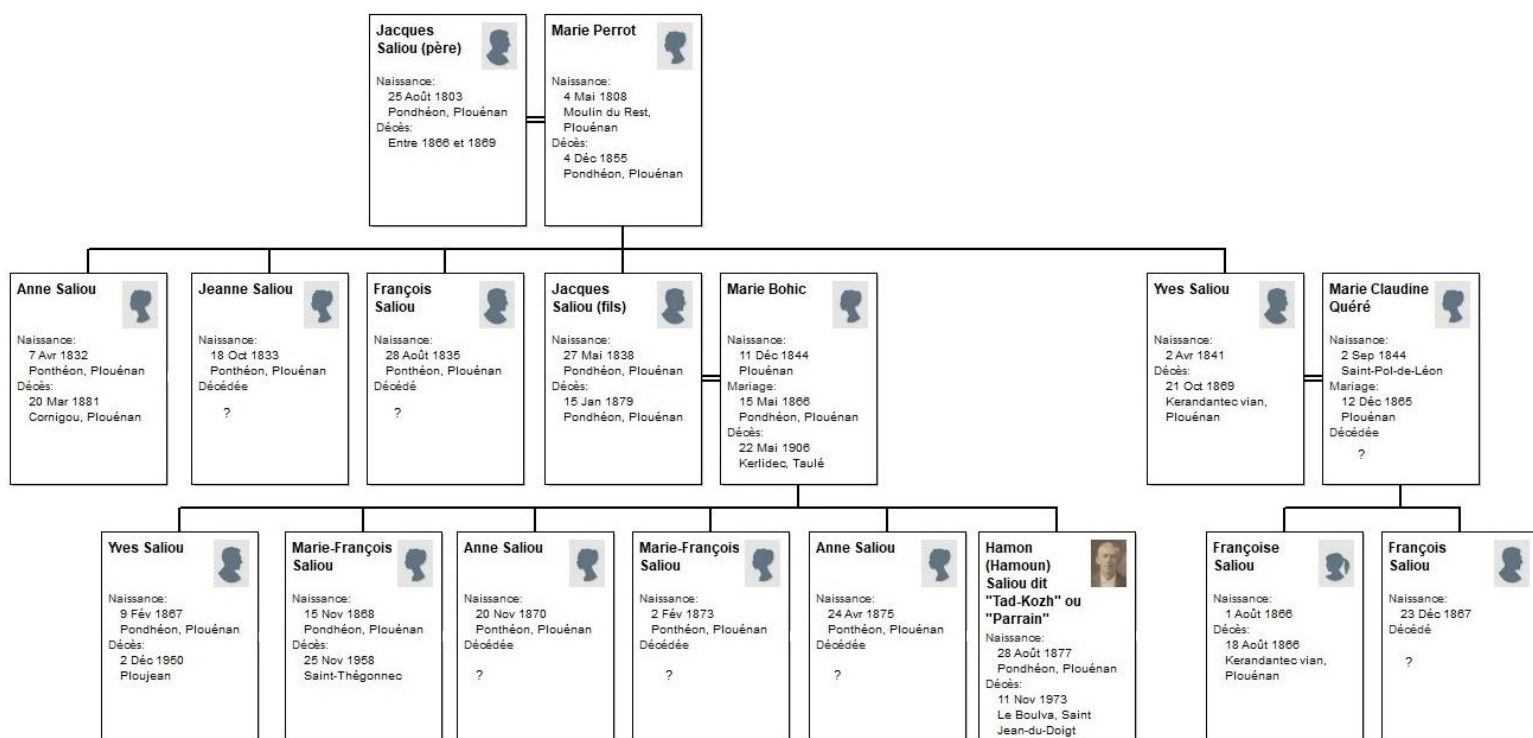 Jacques
Saliou (père)
Naissance:
25 Août 1803
Pondhéon, Plouénan
Décès:
Entre 1866 et 1869
Marie Perrot
Naissance:
4 Mai 1808
Moulin du Rest,
Plouénan
Décès:
4 Déc 1855
Pondhéon, Plouénan
Anne Saliou
Naissance:
7 Avr 1832
Ponthéon, Plouénan
Décès:
20 Mar 1881
Cornigou, Plouénan
Jeanne Saliou
Naissance:
18 Oct 1833
Ponthéon, Plouénan
Décédée
?
François
Saliou
Naissance:
28 Août 1835
Ponthéon, Plouénan
Décédé
?
Jacques
Saliou (fils)
Naissance:
27 Mai 1838
Pondhéon, Plouénan
Décès:
15 Jan 1879
Pondhéon, Plouénan
Marie Bohic
Naissance:
11 Déc 1844
Plouénan
Mariage:
15 Mai 1866
Pondhéon, Plouénan
Décès:
22 Mai 1906
Kerlidec, Taulé
Yves Saliou
Naissance:
2 Avr 1841
Décès:
21 Oct 1869
Kerandantec vian,
Plouénan
Marie Claudine
Quéré
Naissance:
2 Sep 1844
Saint-Pol-de-Léon
Mariage:
12 Déc 1865
Plouénan
Décédée
?
Yves Saliou
Naissance:
9 Fév 1867
Pondhéon, Plouénan
Décès:
2 Déc 1950
Ploujean
Marie-François
Saliou
Naissance:
15 Nov 1868
Pondhéon, Plouénan
Décès:
25 Nov 1958
Saint-Thégonnec
Anne Saliou
Naissance:
20 Nov 1870
Ponthéon, Plouénan
Décédée
?
Marie-François
Saliou
Naissance:
2 Fév 1873
Ponthéon, Plouénan
Décédée
?
Anne Saliou
Naissance:
24 Avr 1875
Ponthéon, Plouénan
Décédée
?
Hamon
(Hamoun)
Saliou dit
"Tad-Kozh" ou
"Parrain"
Naissance:
28 Août 1877
Pondhéon, Plouénan
Décès:
11 Nov 1973
Le Boulva, Saint
Jean-du-Doigt
Françoise
Saliou
Naissance:
1 Août 1866
Décès:
18 Août 1866
Kerandantec vian,
Plouénan
François
Saliou
Naissance:
23 Déc 1867
Décédé
?